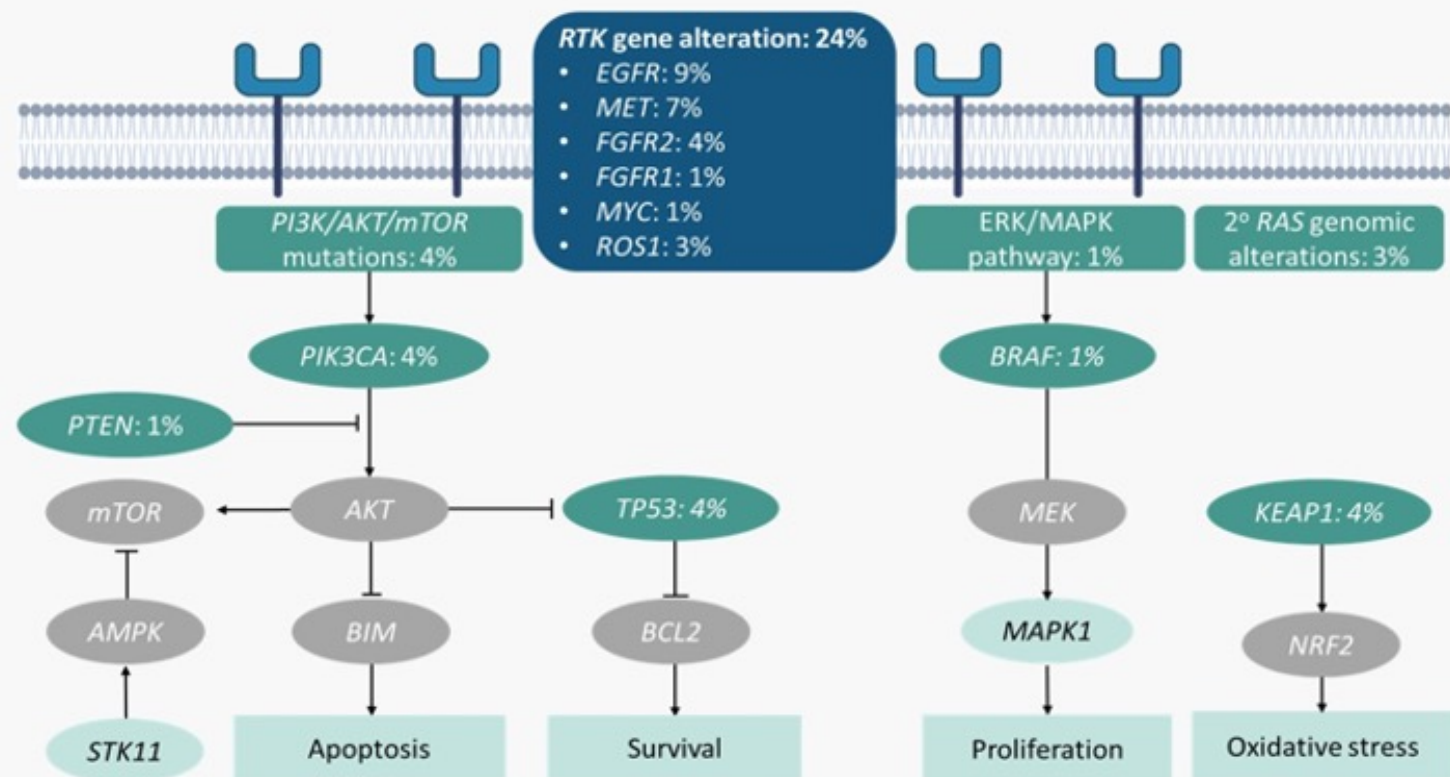 RTK gene alteration: 24%
• EGFR: 9%
• MET: 7%
• FGFR2: 4%
• FGFR1: 1%
• MYC: 1%
• ROS1: 3%
PI3K/AKT/mTOR
mutations: 4%
ERK/MAPK
pathway: 1%
2º RAS genomic
alterations: 3%
PIK3CA: 4%
BRAF: 1%
PTEN: 1%
mTOR
AKT
TP53: 4%
MEK
KEAP1: 4%
AMPK
BIM
BCL2
MAPK1
NRF2
STK11
Apoptosis
Survival
Proliferation
Oxidative stress